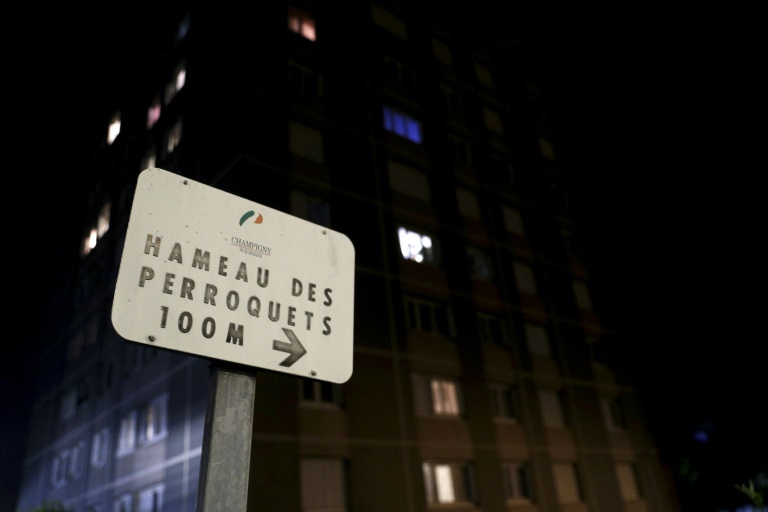 CHAMPIGNY
HAMEAU DES
PERROQUETS
100M